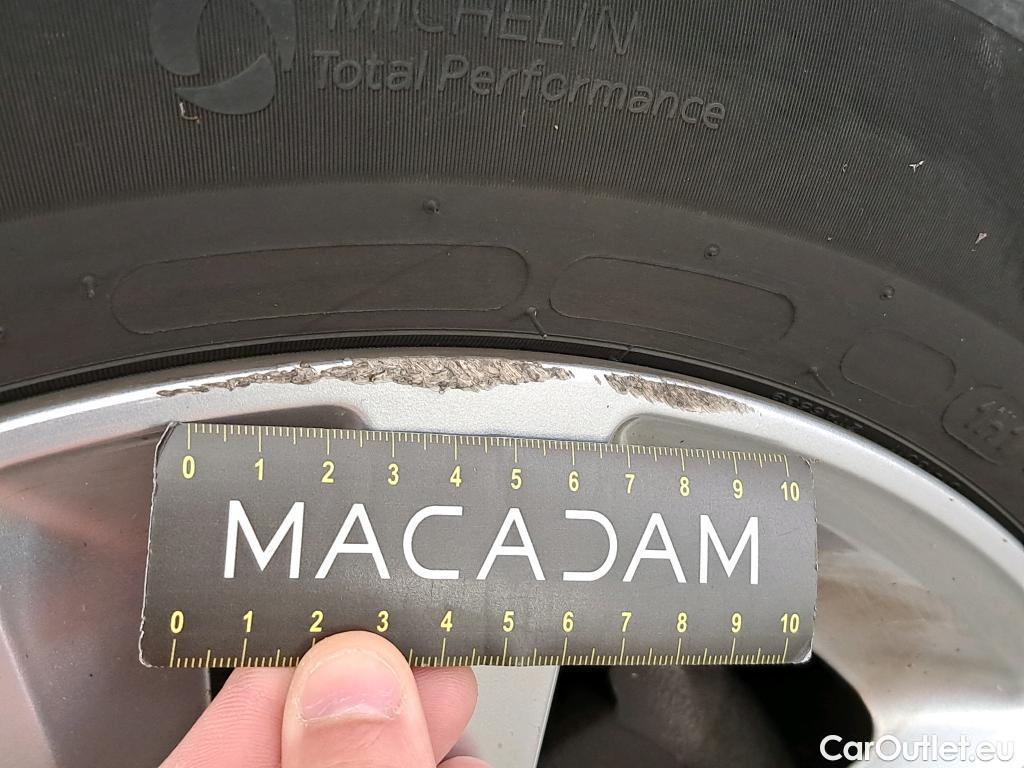 MICHELIN
Total Performance
0 1 2 3 4 5 6 7 8 9 10
MACADAM
0 1 2 3 4 5 6 7 8 9 10
CarOutlet.eu